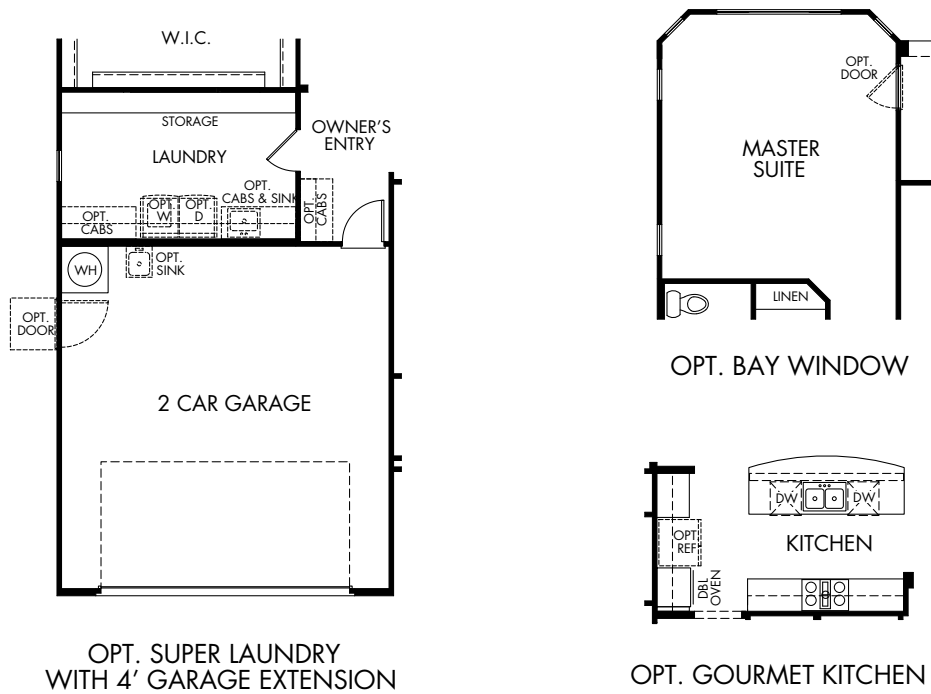 W.I.C.
STORAGE
OWNER'S
ENTRY
LAUNDRY
OPT.
CABS & SINK
OPT.
CABS
OPT.
W
OPT.
D
OPT.
CABS
WH
OPT.
SINK
OPT.
DOOR
2 CAR GARAGE
OPT. SUPER LAUNDRY
WITH 4' GARAGE EXTENSION
OPT.
DOOR
MASTER
SUITE
LINEN
OPT. BAY WINDOW
DW
DW
OPT.
REF.
KITCHEN
DBL
OVEN
OPT. GOURMET KITCHEN